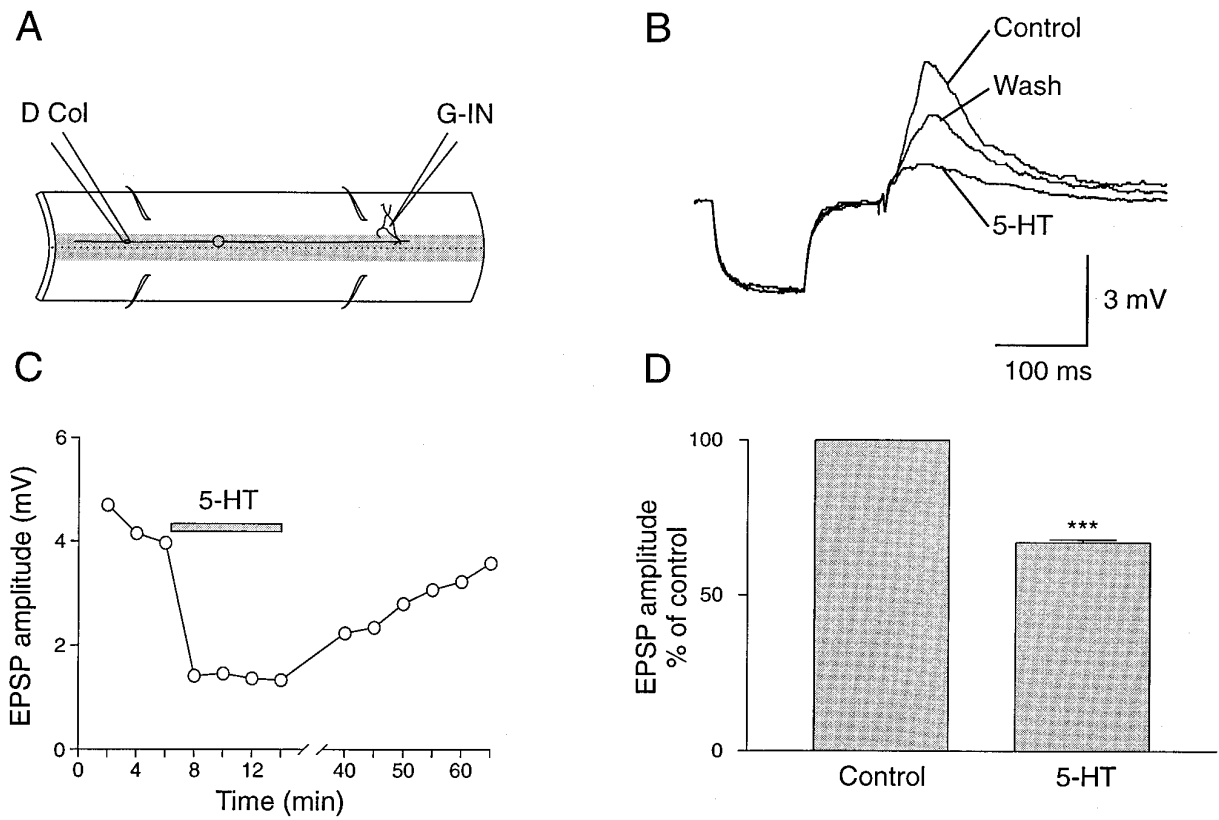 A
D Col
G-IN
B
Control
Wash
5-HT
3 mV
100 ms
C
EPSP amplitude (mV)
6
4
2
0
5-HT
0 4 8 12 40 50 60
Time (min)
D
EPSP amplitude
% of control
100
50
0
***
Control 5-HT